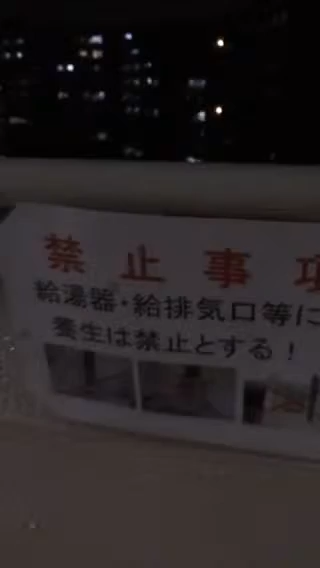 禁止事項
給湯器・給排気口等に
養生は禁止とする！